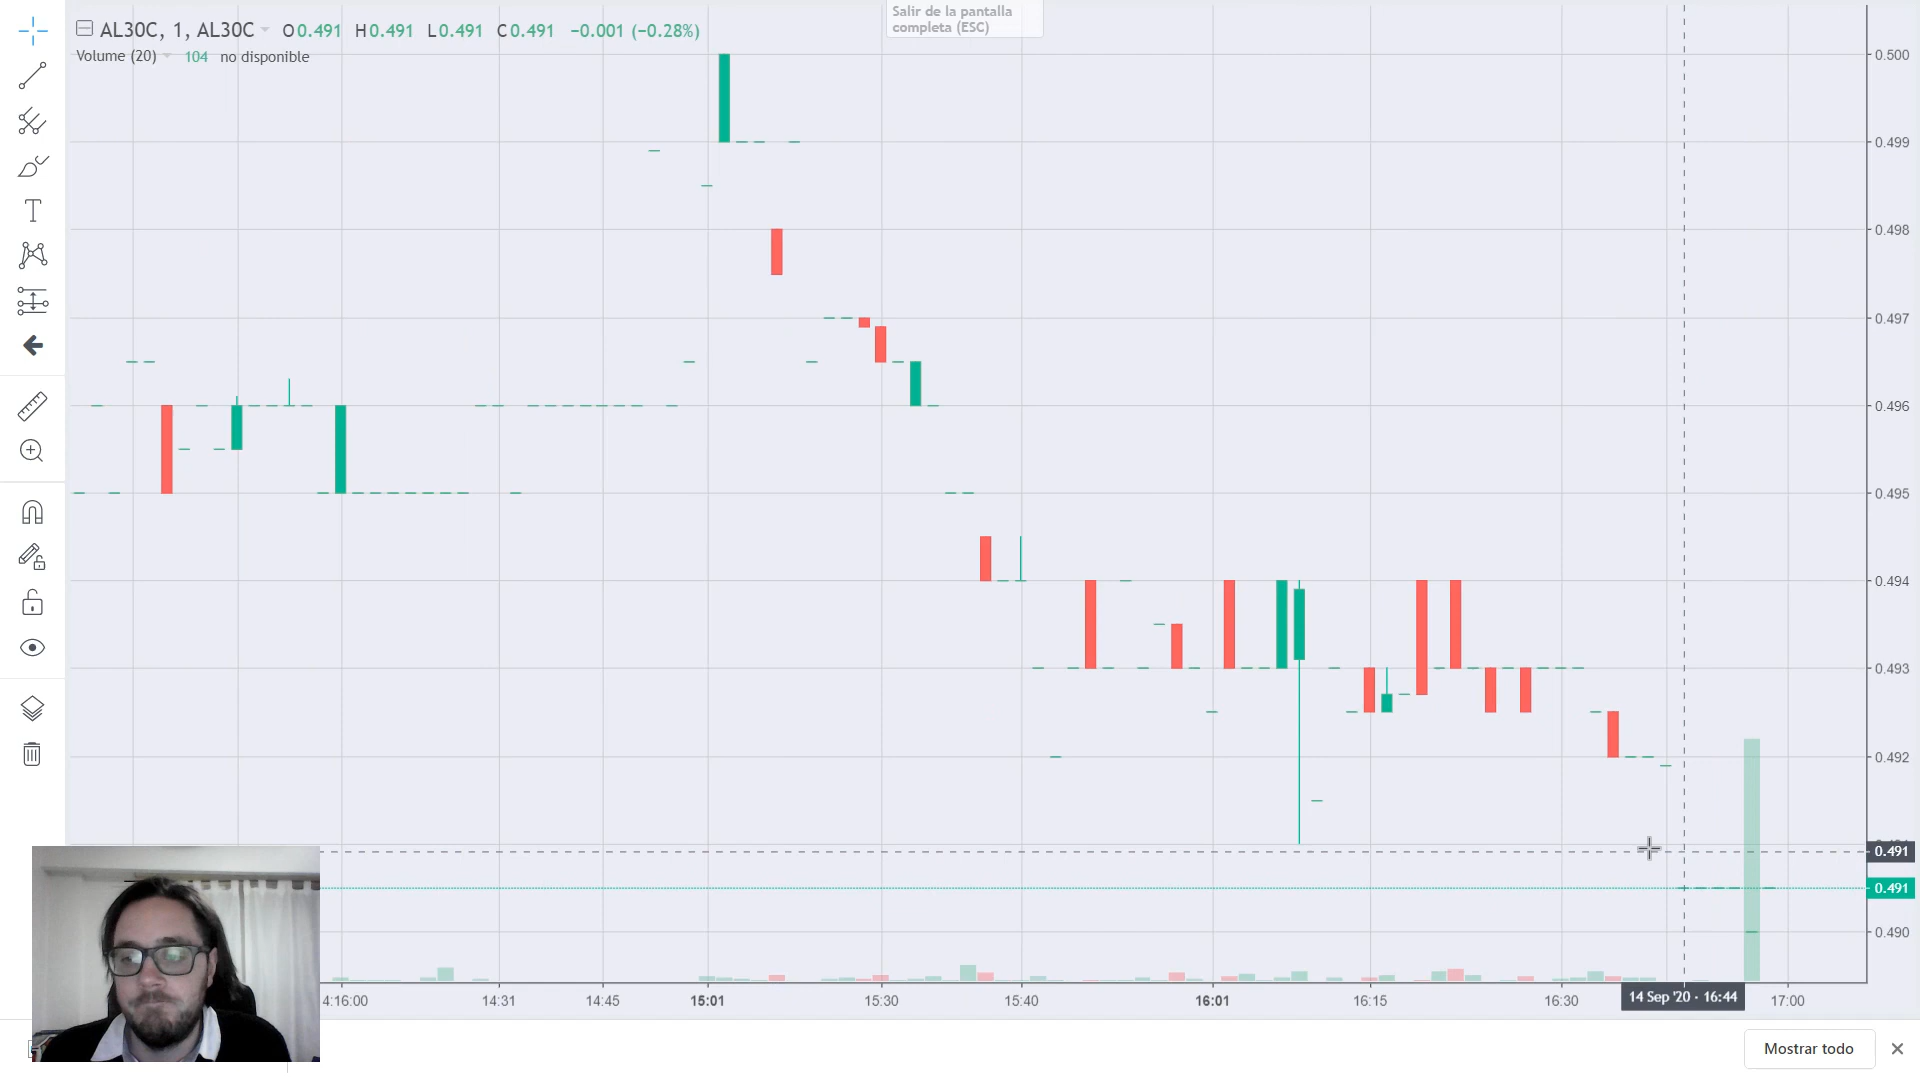 Salir de la pantalla
completa (ESC)
AL30C, 1, AL30C O0.491 H0.491 L0.491 C0.491 −0.001 (−0.28%)
Volume (20) 104 no disponible
0.500
0.499
0.498
0.497
0.496
0.495
0.494
0.493
0.492
0.491
0.491
0.490
4:16:00 14:31 14:45 15:01 15:30 15:40 16:01 16:15 16:30 14 Sep '20 · 16:44 17:00
Mostrar todo